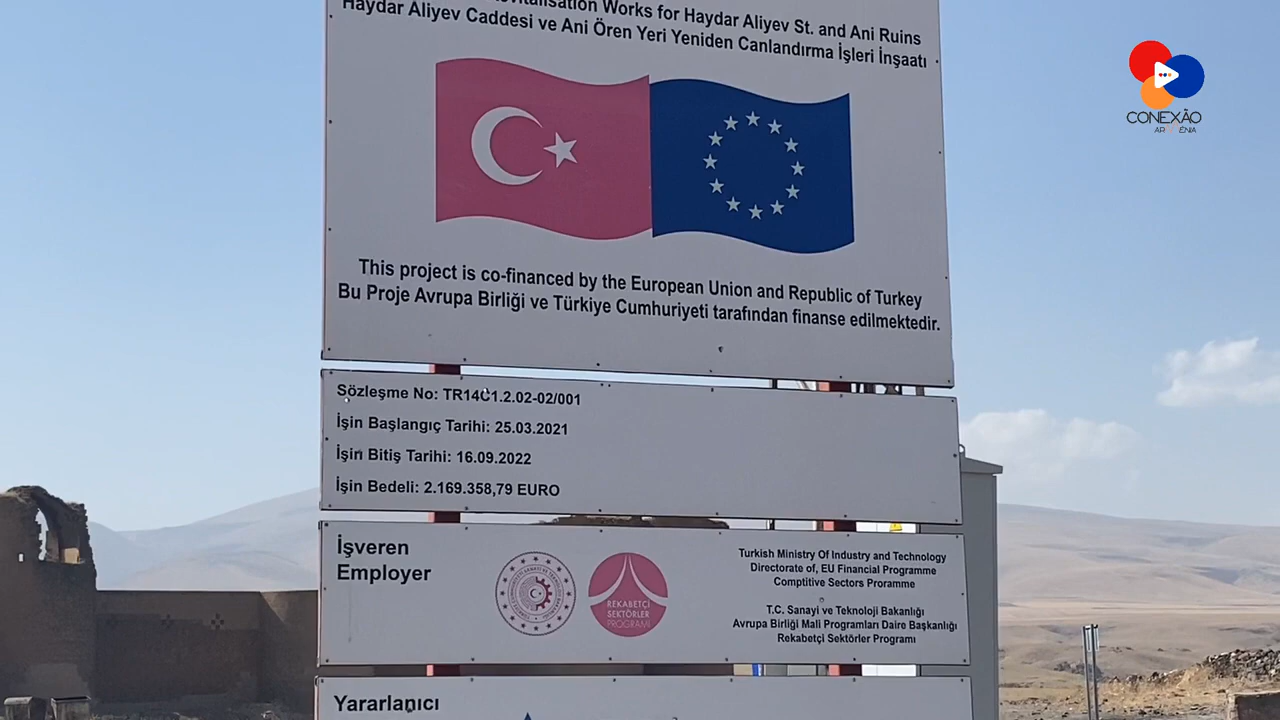 Revitalisation Works for Haydar Aliyev St. and Ani Ruins
Haydar Aliyev Caddesi ve Ani Ören Yeri Yeniden Canlandırma İşleri İnşaatı
CONEXÃO
ARMÊNIA
This project is co-financed by the European Union and Republic of Turkey
Bu Proje Avrupa Birliği ve Türkiye Cumhuriyeti tarafından finanse edilmektedir.
Sözleşme No: TR14C1.2.02-02/001
İşin Başlangıç Tarihi: 25.03.2021
İşin Bitiş Tarihi: 16.09.2022
İşin Bedeli: 2.169.358,79 EURO
İşveren
Employer
REKABETÇİ
SEKTÖRLER
PROGRAMI
Turkish Ministry Of Industry and Technology
Directorate of, EU Financial Programme
Comptitive Sectors Proramme
T.C. Sanayi ve Teknoloji Bakanlığı
Avrupa Birliği Mali Programları Daire Başkanlığı
Rekabetçi Sektörler Programı
Yararlanıcı